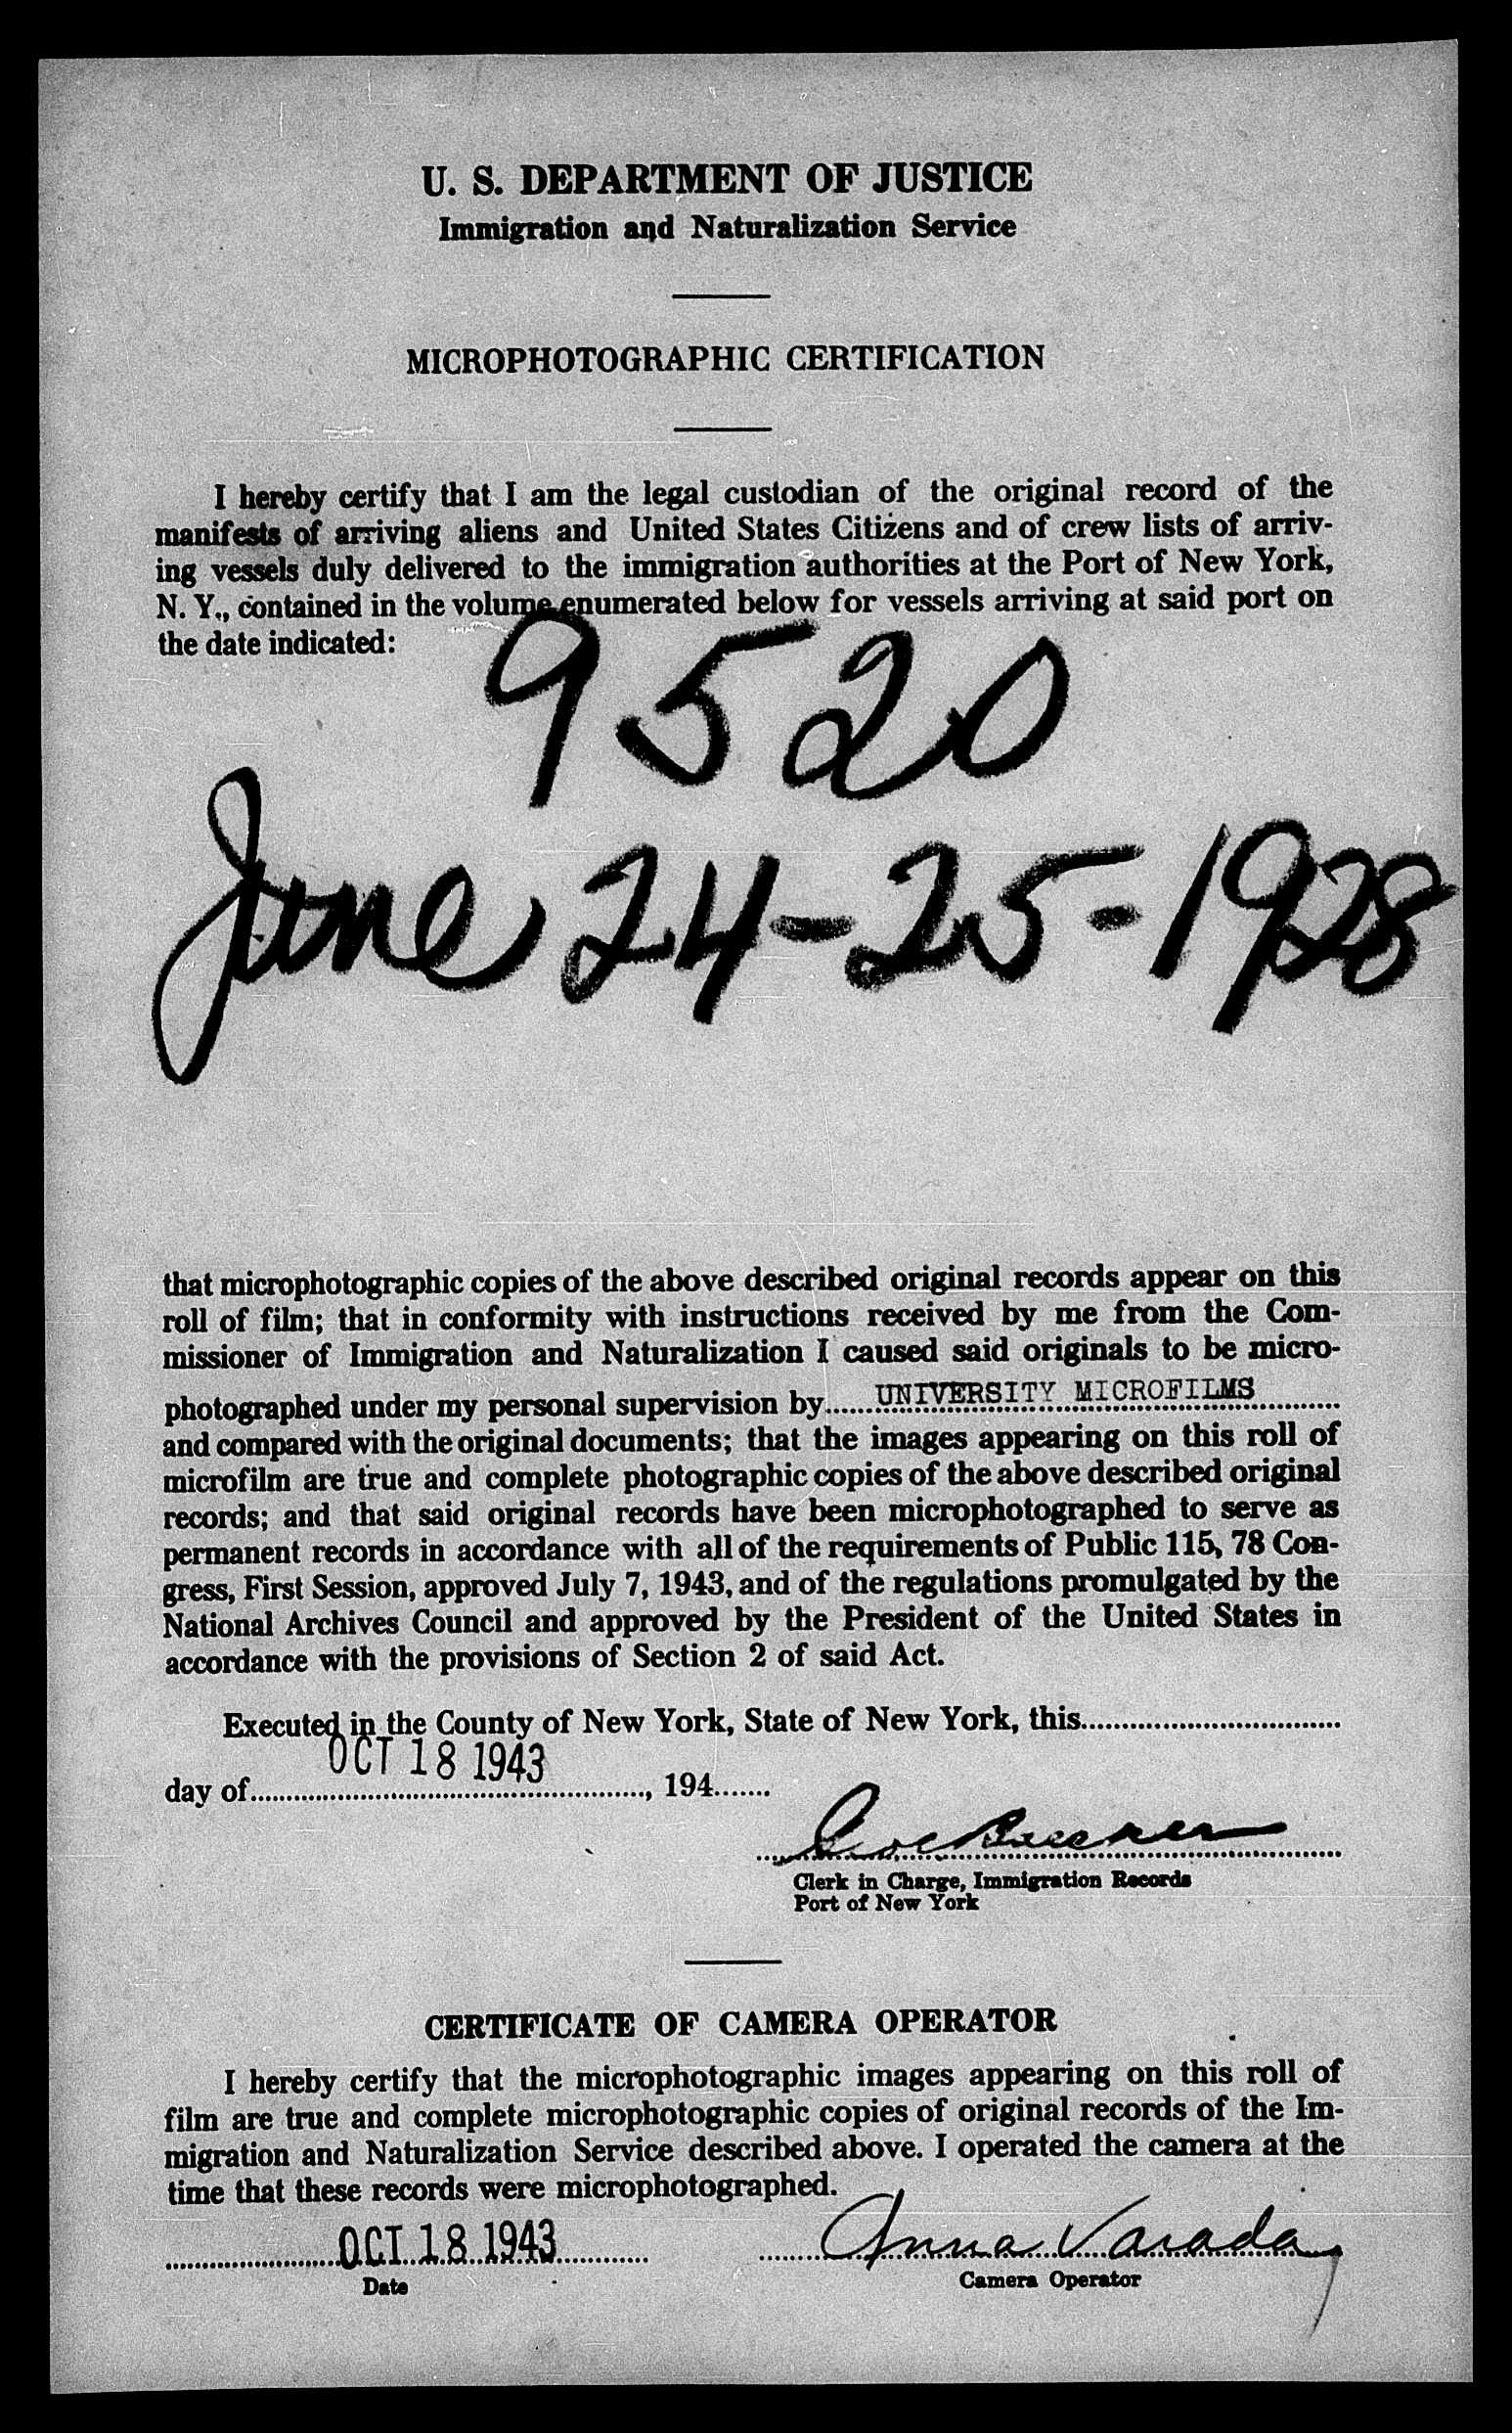 U. S. DEPARTMENT OF JUSTICE
Immigration and Naturalization Service
MICROPHOTOGRAPHIC CERTIFICATION
I hereby certify that I am the legal custodian of the original record of the
manifests of arriving aliens and United States Citizens and of crew lists of arriv-
ing vessels duly delivered to the immigration authorities at the Port of New York,
N. Y., contained in the volume enumerated below for vessels arriving at said port on
the date indicated:
9520
June 24-25-1928
that microphotographic copies of the above described original records appear on this
roll of film; that in conformity with instructions received by me from the Com-
missioner of Immigration and Naturalization I caused said originals to be micro-
photographed under my personal supervision by UNIVERSITY MICROFILMS
and compared with the original documents; that the images appearing on this roll of
microfilm are true and complete photographic copies of the above described original
records; and that said original records have been microphotographed to serve as
permanent records in accordance with all of the requirements of Public 115, 78 Con-
gress, First Session, approved July 7, 1943, and of the regulations promulgated by the
National Archives Council and approved by the President of the United States in
accordance with the provisions of Section 2 of said Act.
Executed in the County of New York, State of New York, this
OCT 18 1943
day of, 194
Clerk in Charge, Immigration Records
Port of New York
CERTIFICATE OF CAMERA OPERATOR
I hereby certify that the microphotographic images appearing on this roll of
film are true and complete microphotographic copies of original records of the Im-
migration and Naturalization Service described above. I operated the camera at the
time that these records were microphotographed.
OCT 18 1943 Anna Varada
Date Camera Operator